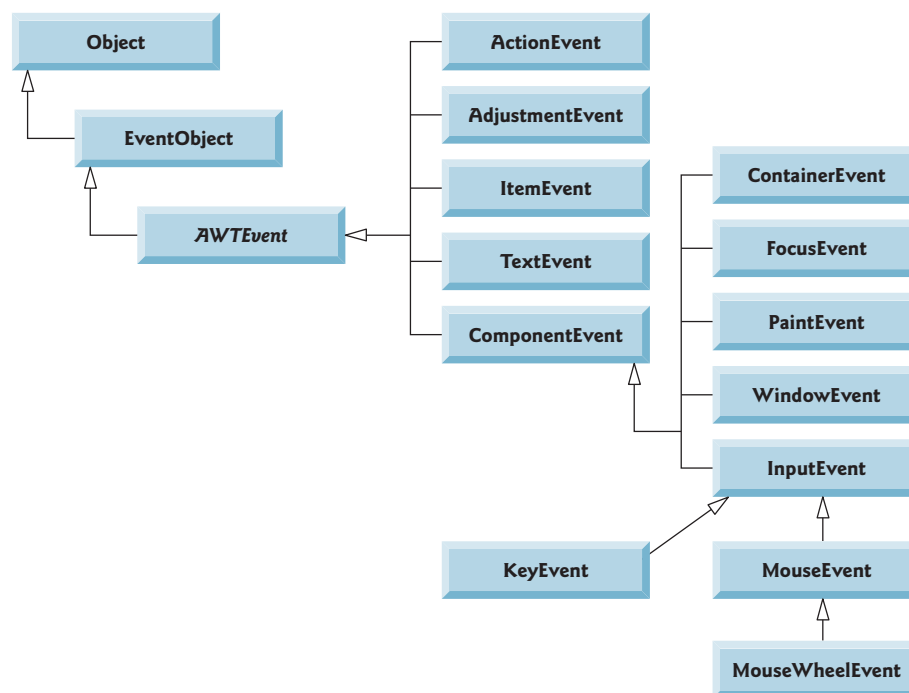 Object
EventObject
AWTEvent
ActionEvent
AdjustmentEvent
ItemEvent
TextEvent
ComponentEvent
ContainerEvent
FocusEvent
PaintEvent
WindowEvent
InputEvent
KeyEvent
MouseEvent
MouseWheelEvent